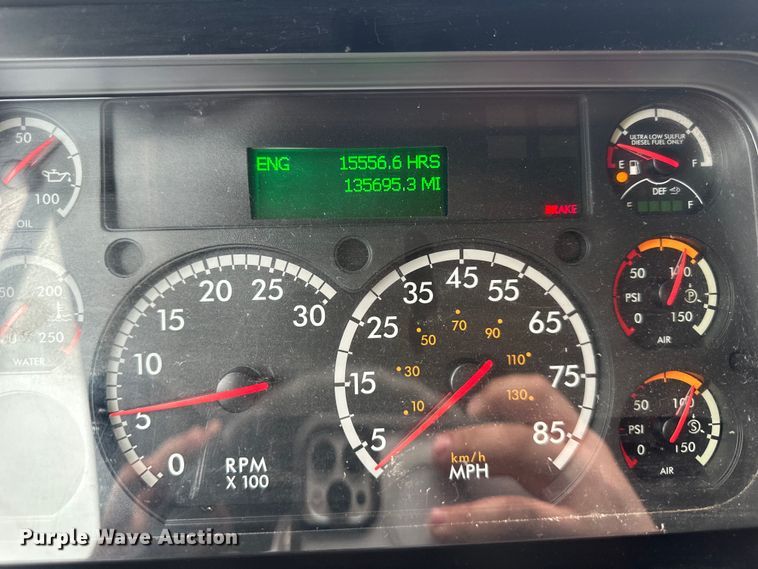 50
100
OIL
50
200
250
WATER
ENG 15556.6 HRS
135695.3 MI
BRAKE
ULTRA LOW SULFUR
DIESEL FUEL ONLY
E F
DEF
E F
0
5
10
15
20
25
30
RPM
X 100
5
15
25
35
45
55
65
75
85
10
30
50
70
90
110
130
km/h
MPH
50
100
PSI
P
0
150
AIR
50
100
PSI
S
0
150
AIR
Purple Wave Auction